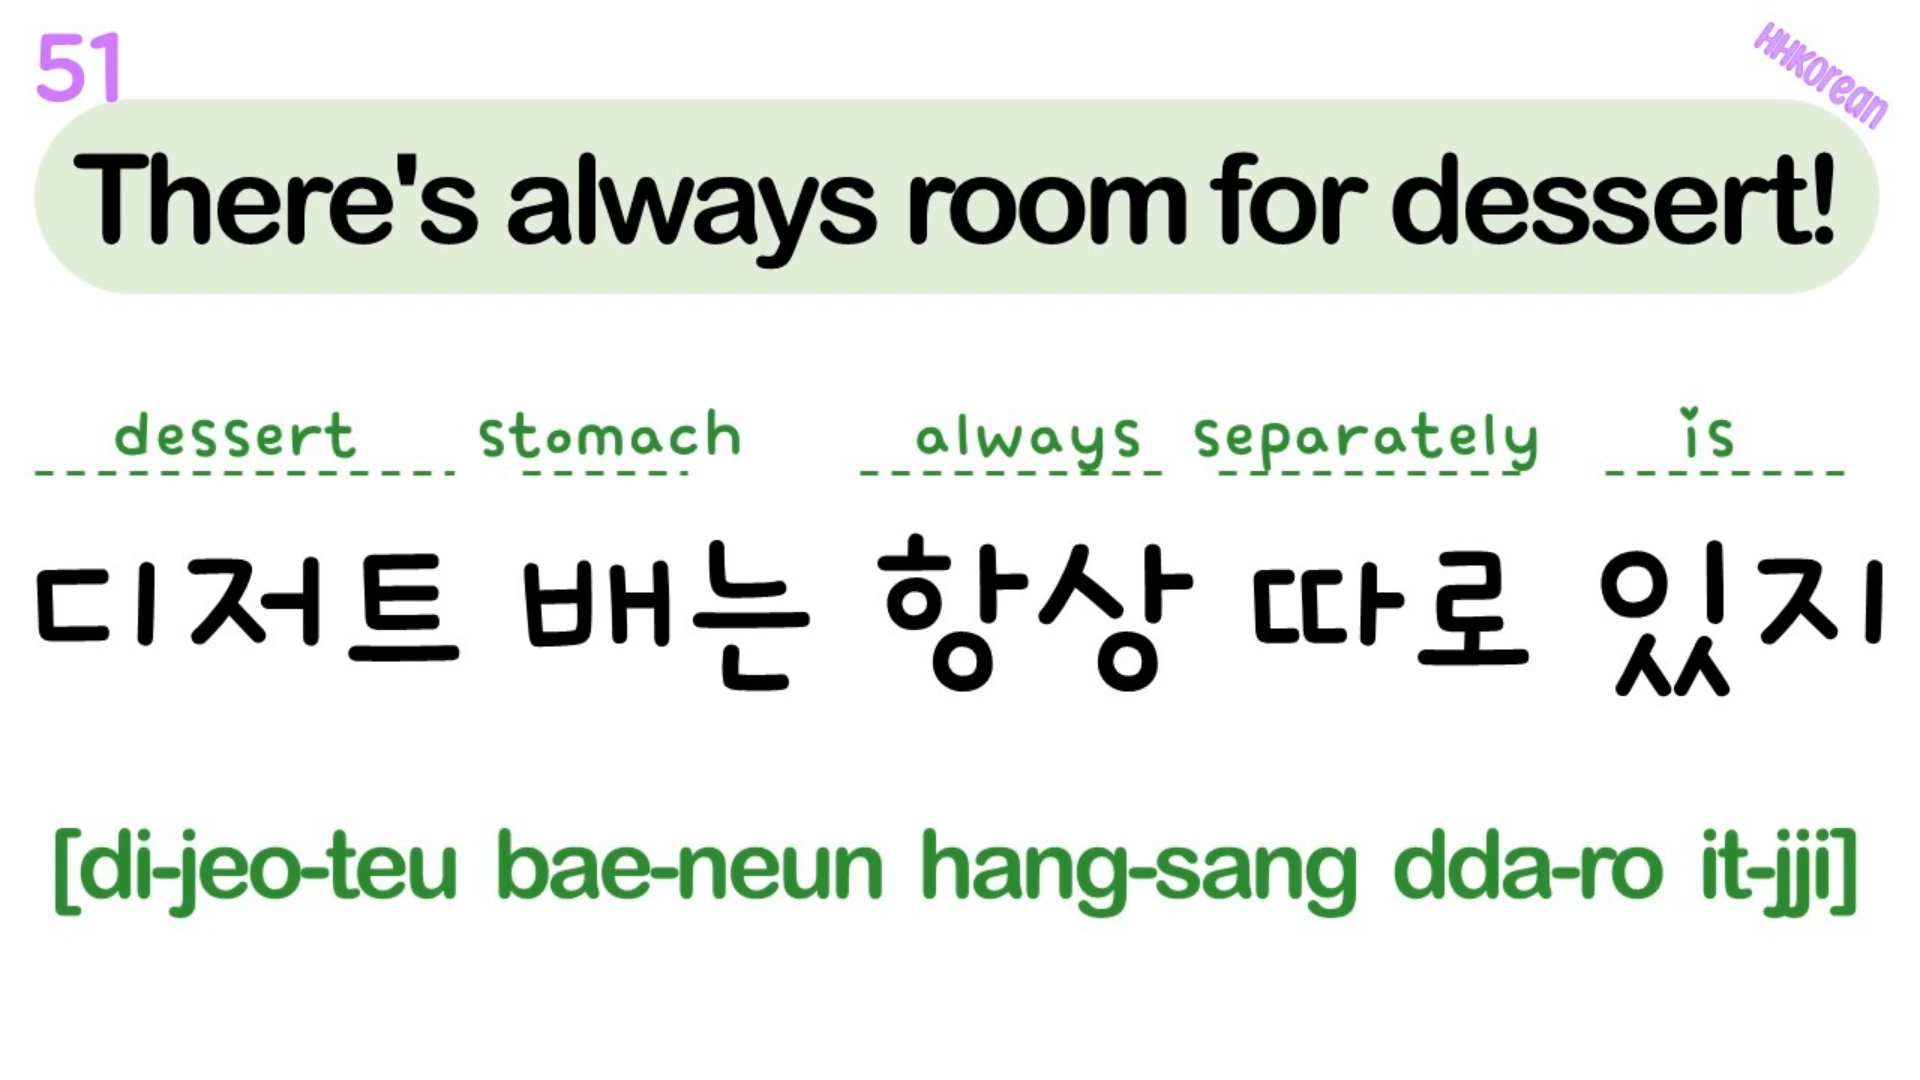 51
HHKorean
There's always room for dessert!
dessert stomach always separately is
디저트 배는 항상 따로 있지
[di-jeo-teu bae-neun hang-sang dda-ro it-jji]